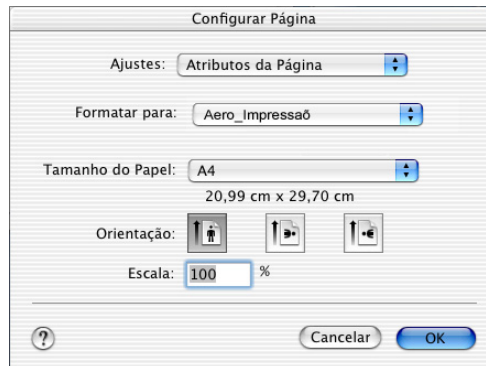 Configurar Página
Ajustes: Atributos da Página
Formatar para: Aero_Impressaõ
Tamanho do Papel: A4
20,99 cm x 29,70 cm
Orientação:
Escala: 100 %
? Cancelar OK